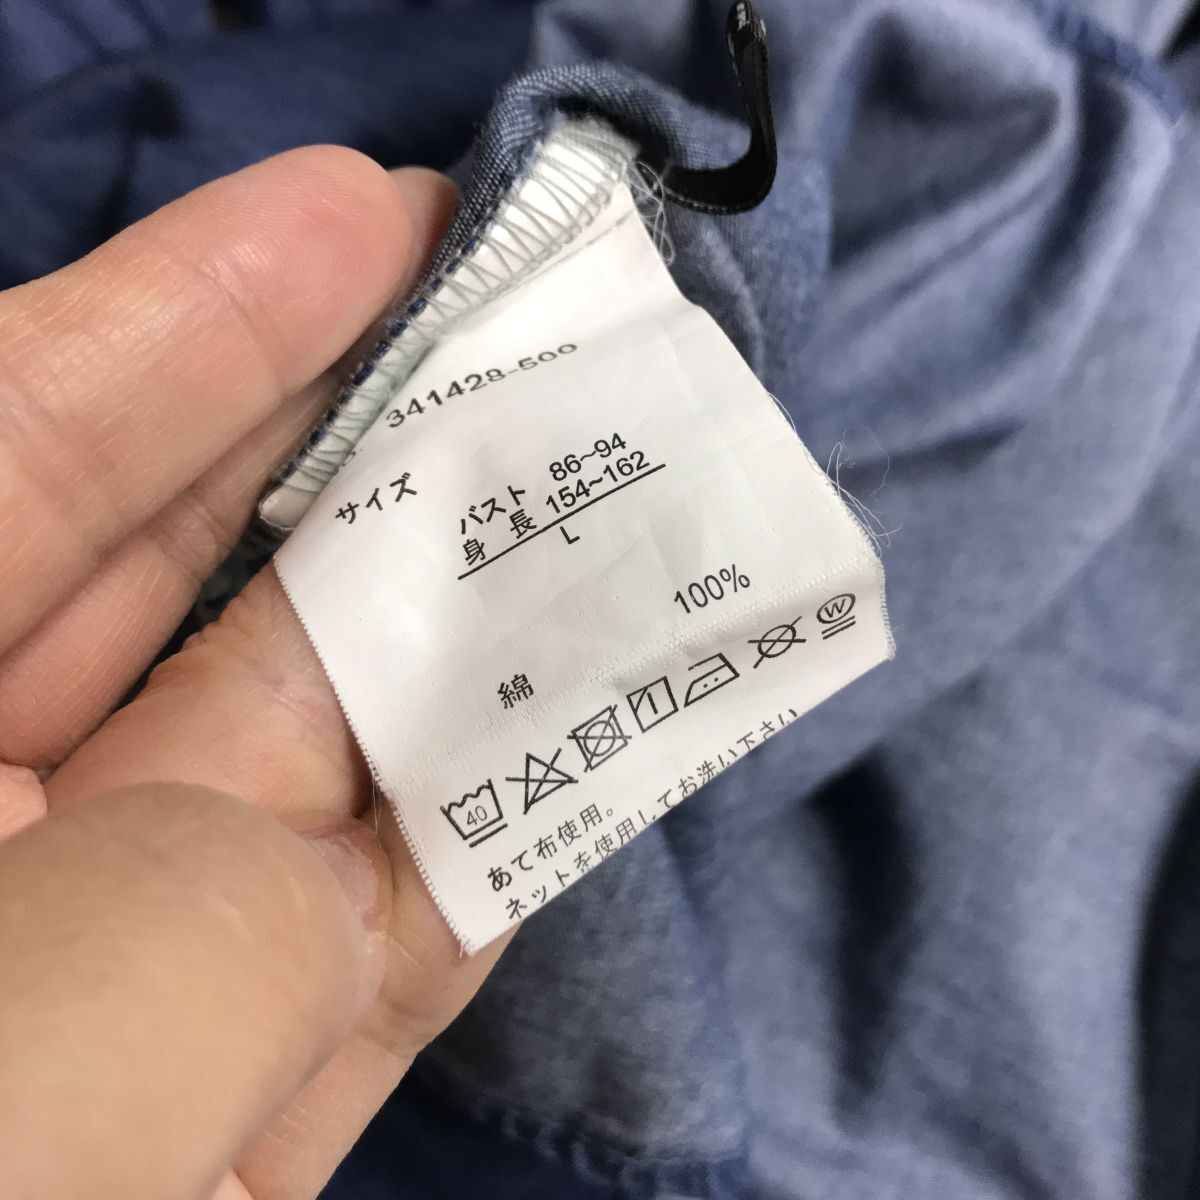 341428-500
サイズ
バスト 86~94
身長 154~162
L
綿 100%
40
W
あて布使用。
ネットを使用してお洗い下さい